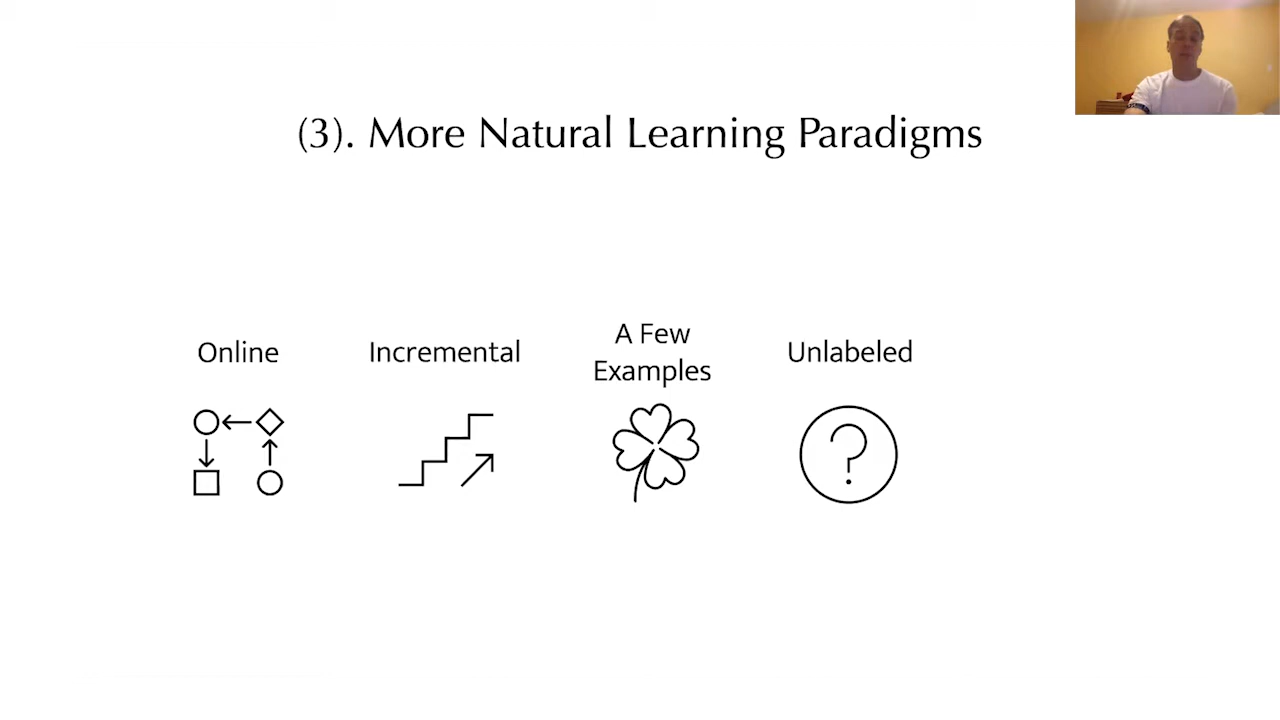 (3). More Natural Learning Paradigms
Online
Incremental
A Few
Examples
Unlabeled
?